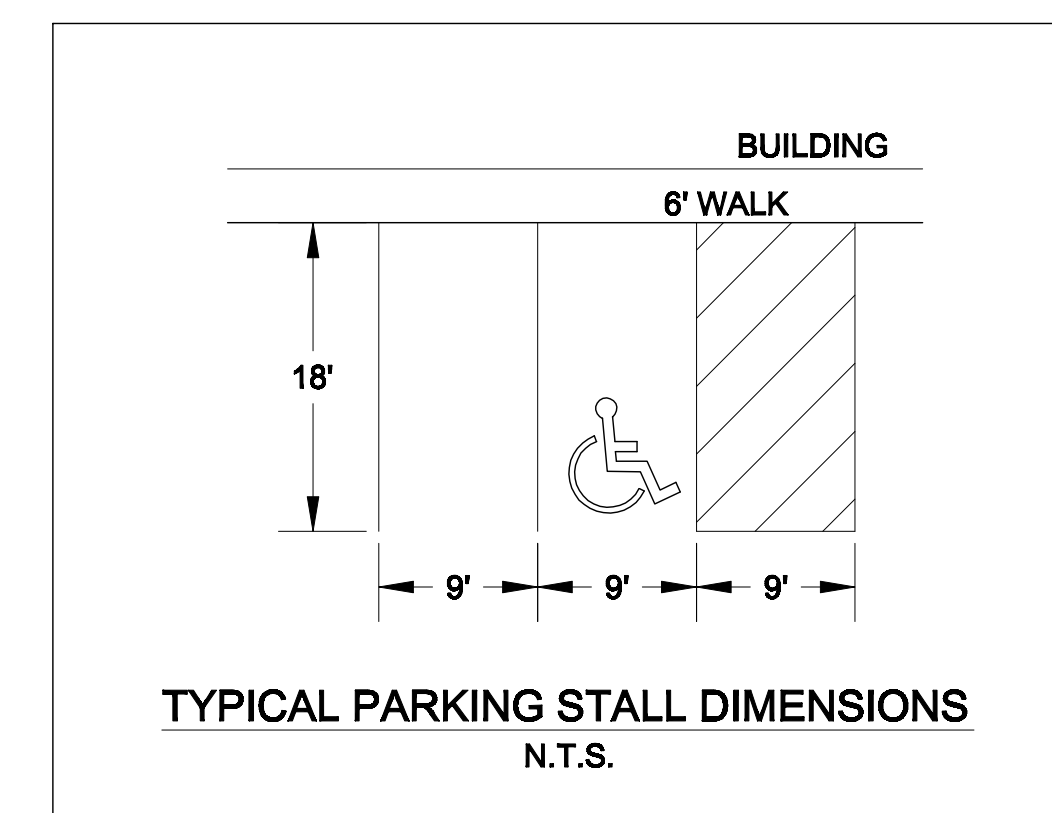 BUILDING
6' WALK
18'
9' 9' 9'
TYPICAL PARKING STALL DIMENSIONS
N.T.S.